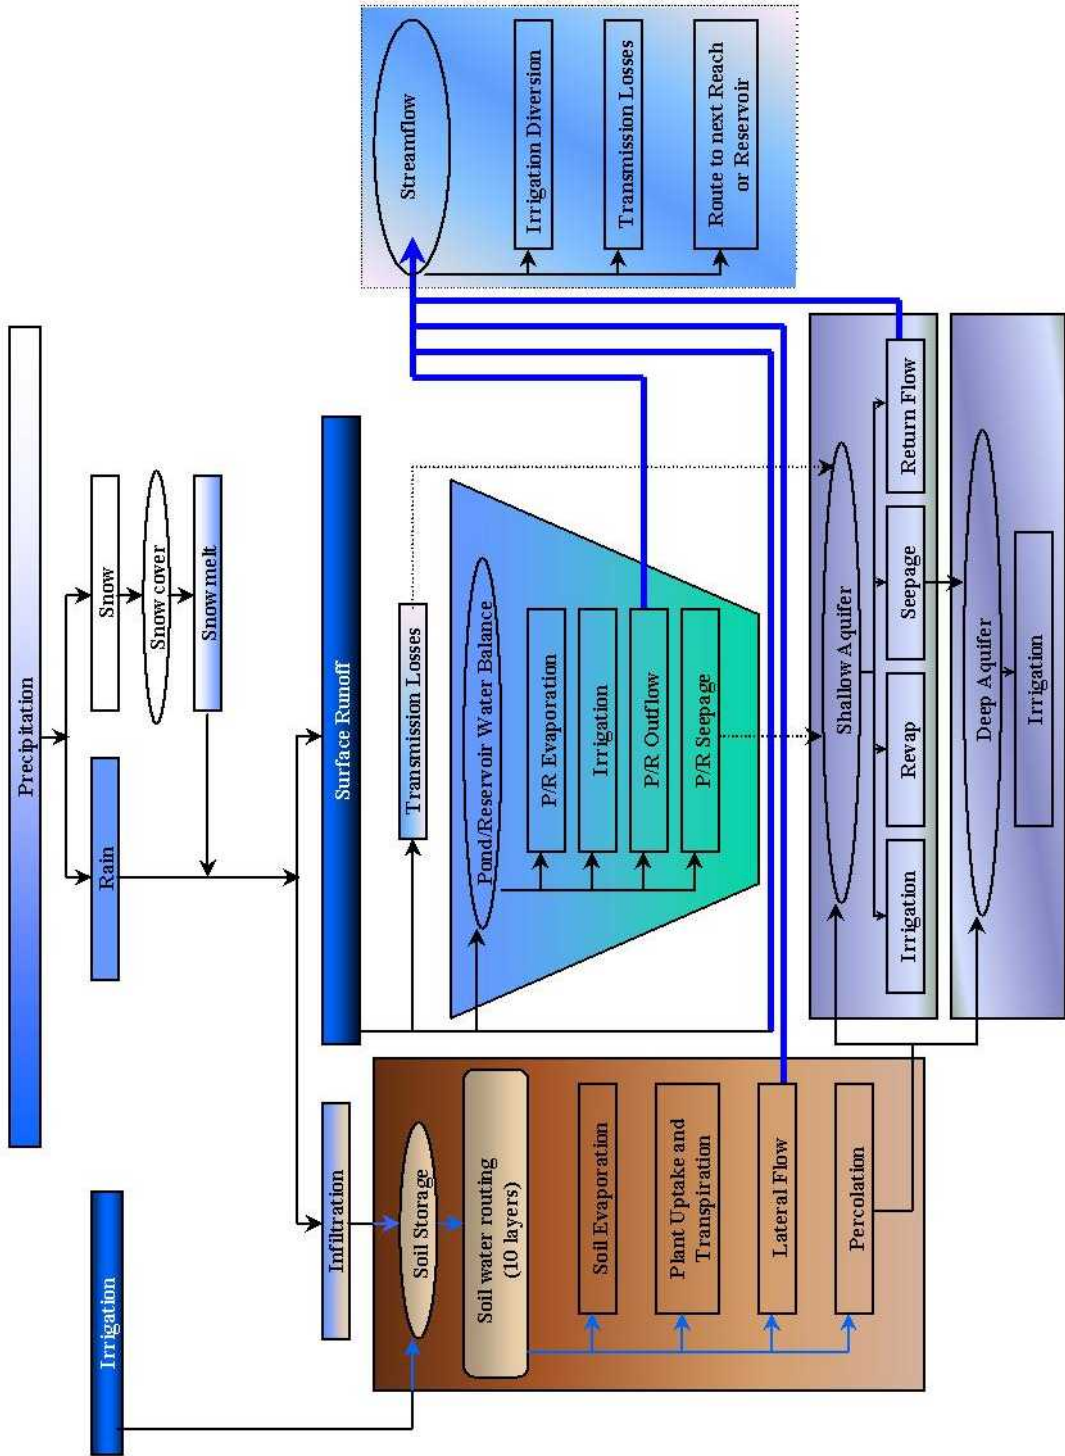 Precipitation
Irrigation
Rain
Snow
Snow cover
Snow melt
Infiltration
Surface Runoff
Soil Storage
Soil water routing
(10 layers)
Soil Evaporation
Plant Uptake and
Transpiration
Lateral Flow
Percolation
Transmission Losses
Pond/Reservoir Water Balance
P/R Evaporation
Irrigation
P/R Outflow
P/R Seepage
Streamflow
Irrigation Diversion
Transmission Losses
Route to next Reach
or Reservoir
Shallow Aquifer
Irrigation
Revap
Seepage
Return Flow
Deep Aquifer
Irrigation